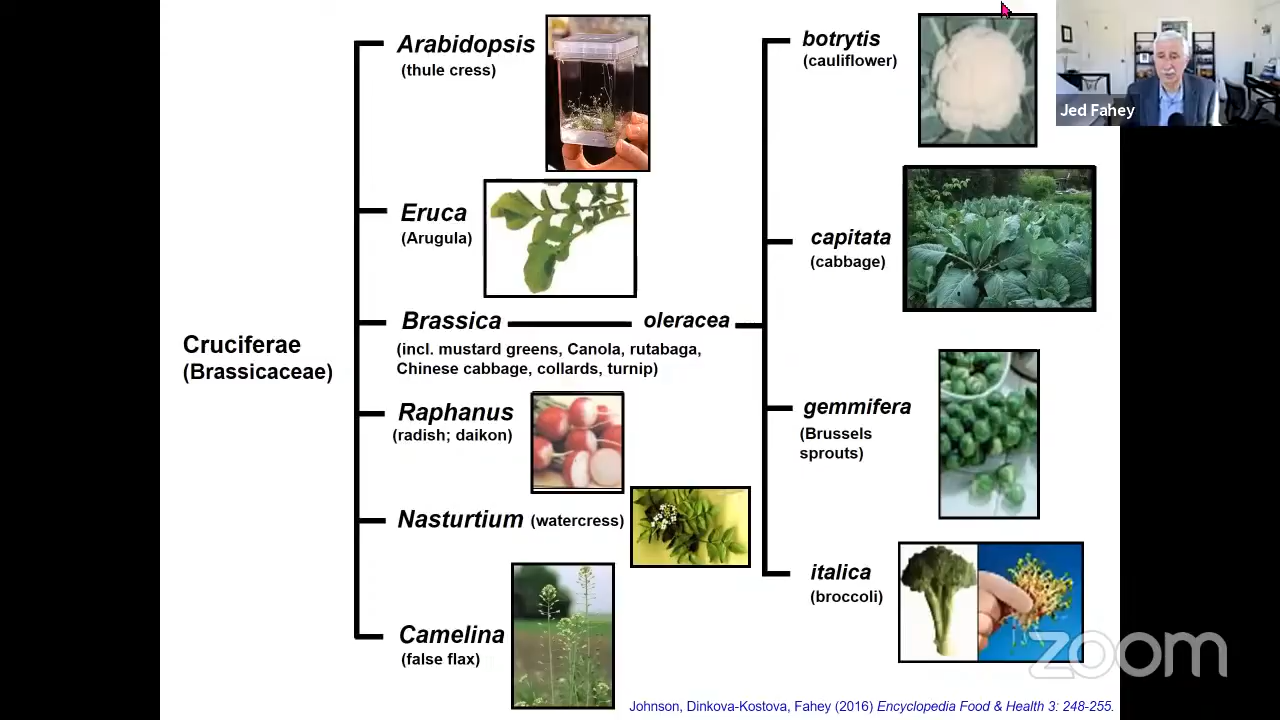 Cruciferae
(Brassicaceae)
Arabidopsis
(thule cress)
Eruca
(Arugula)
Brassica
oleracea
(incl. mustard greens, Canola, rutabaga,
Chinese cabbage, collards, turnip)
Raphanus
(radish; daikon)
Nasturtium (watercress)
Camelina
(false flax)
botrytis
(cauliflower)
capitata
(cabbage)
gemmifera
(Brussels
sprouts)
italica
(broccoli)
Jed Fahey
zoom
Johnson, Dinkova-Kostova, Fahey (2016) Encyclopedia Food & Health 3: 248-255.